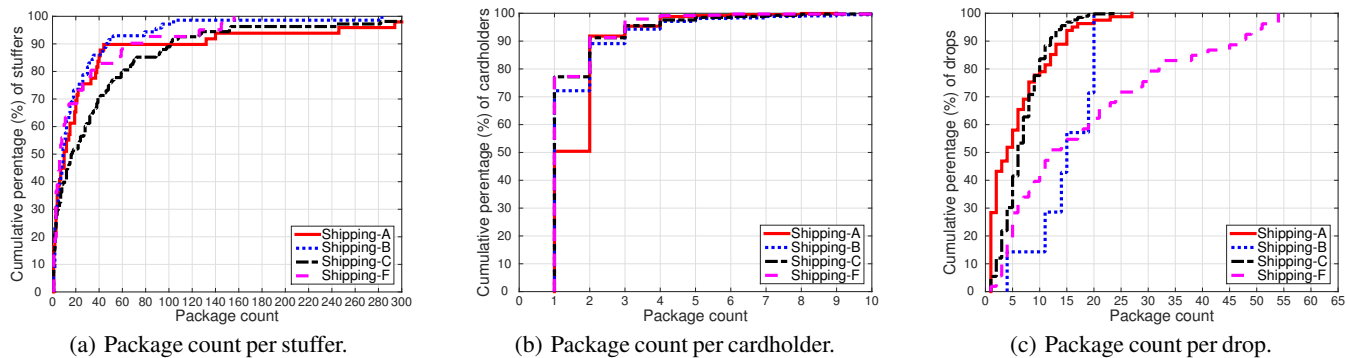 Cumulative perentage (%) of stuffers
100
90
80
70
60
50
40
30
20
10
0
0 20 40 60 80 100 120 140 160 180 200 220 240 260 280 300
Package count
Shipping-A
Shipping-B
Shipping-C
Shipping-F
(a) Package count per stuffer.
Cumulative percentage (%) of cardholders
100
90
80
70
60
50
40
30
20
10
0
0 1 2 3 4 5 6 7 8 9 10
Package count
Shipping-A
Shipping-B
Shipping-C
Shipping-F
(b) Package count per cardholder.
Cumulative perentage (%) of drops
100
90
80
70
60
50
40
30
20
10
0
0 5 10 15 20 25 30 35 40 45 50 55 60 65
Package count
Shipping-A
Shipping-B
Shipping-C
Shipping-F
(c) Package count per drop.